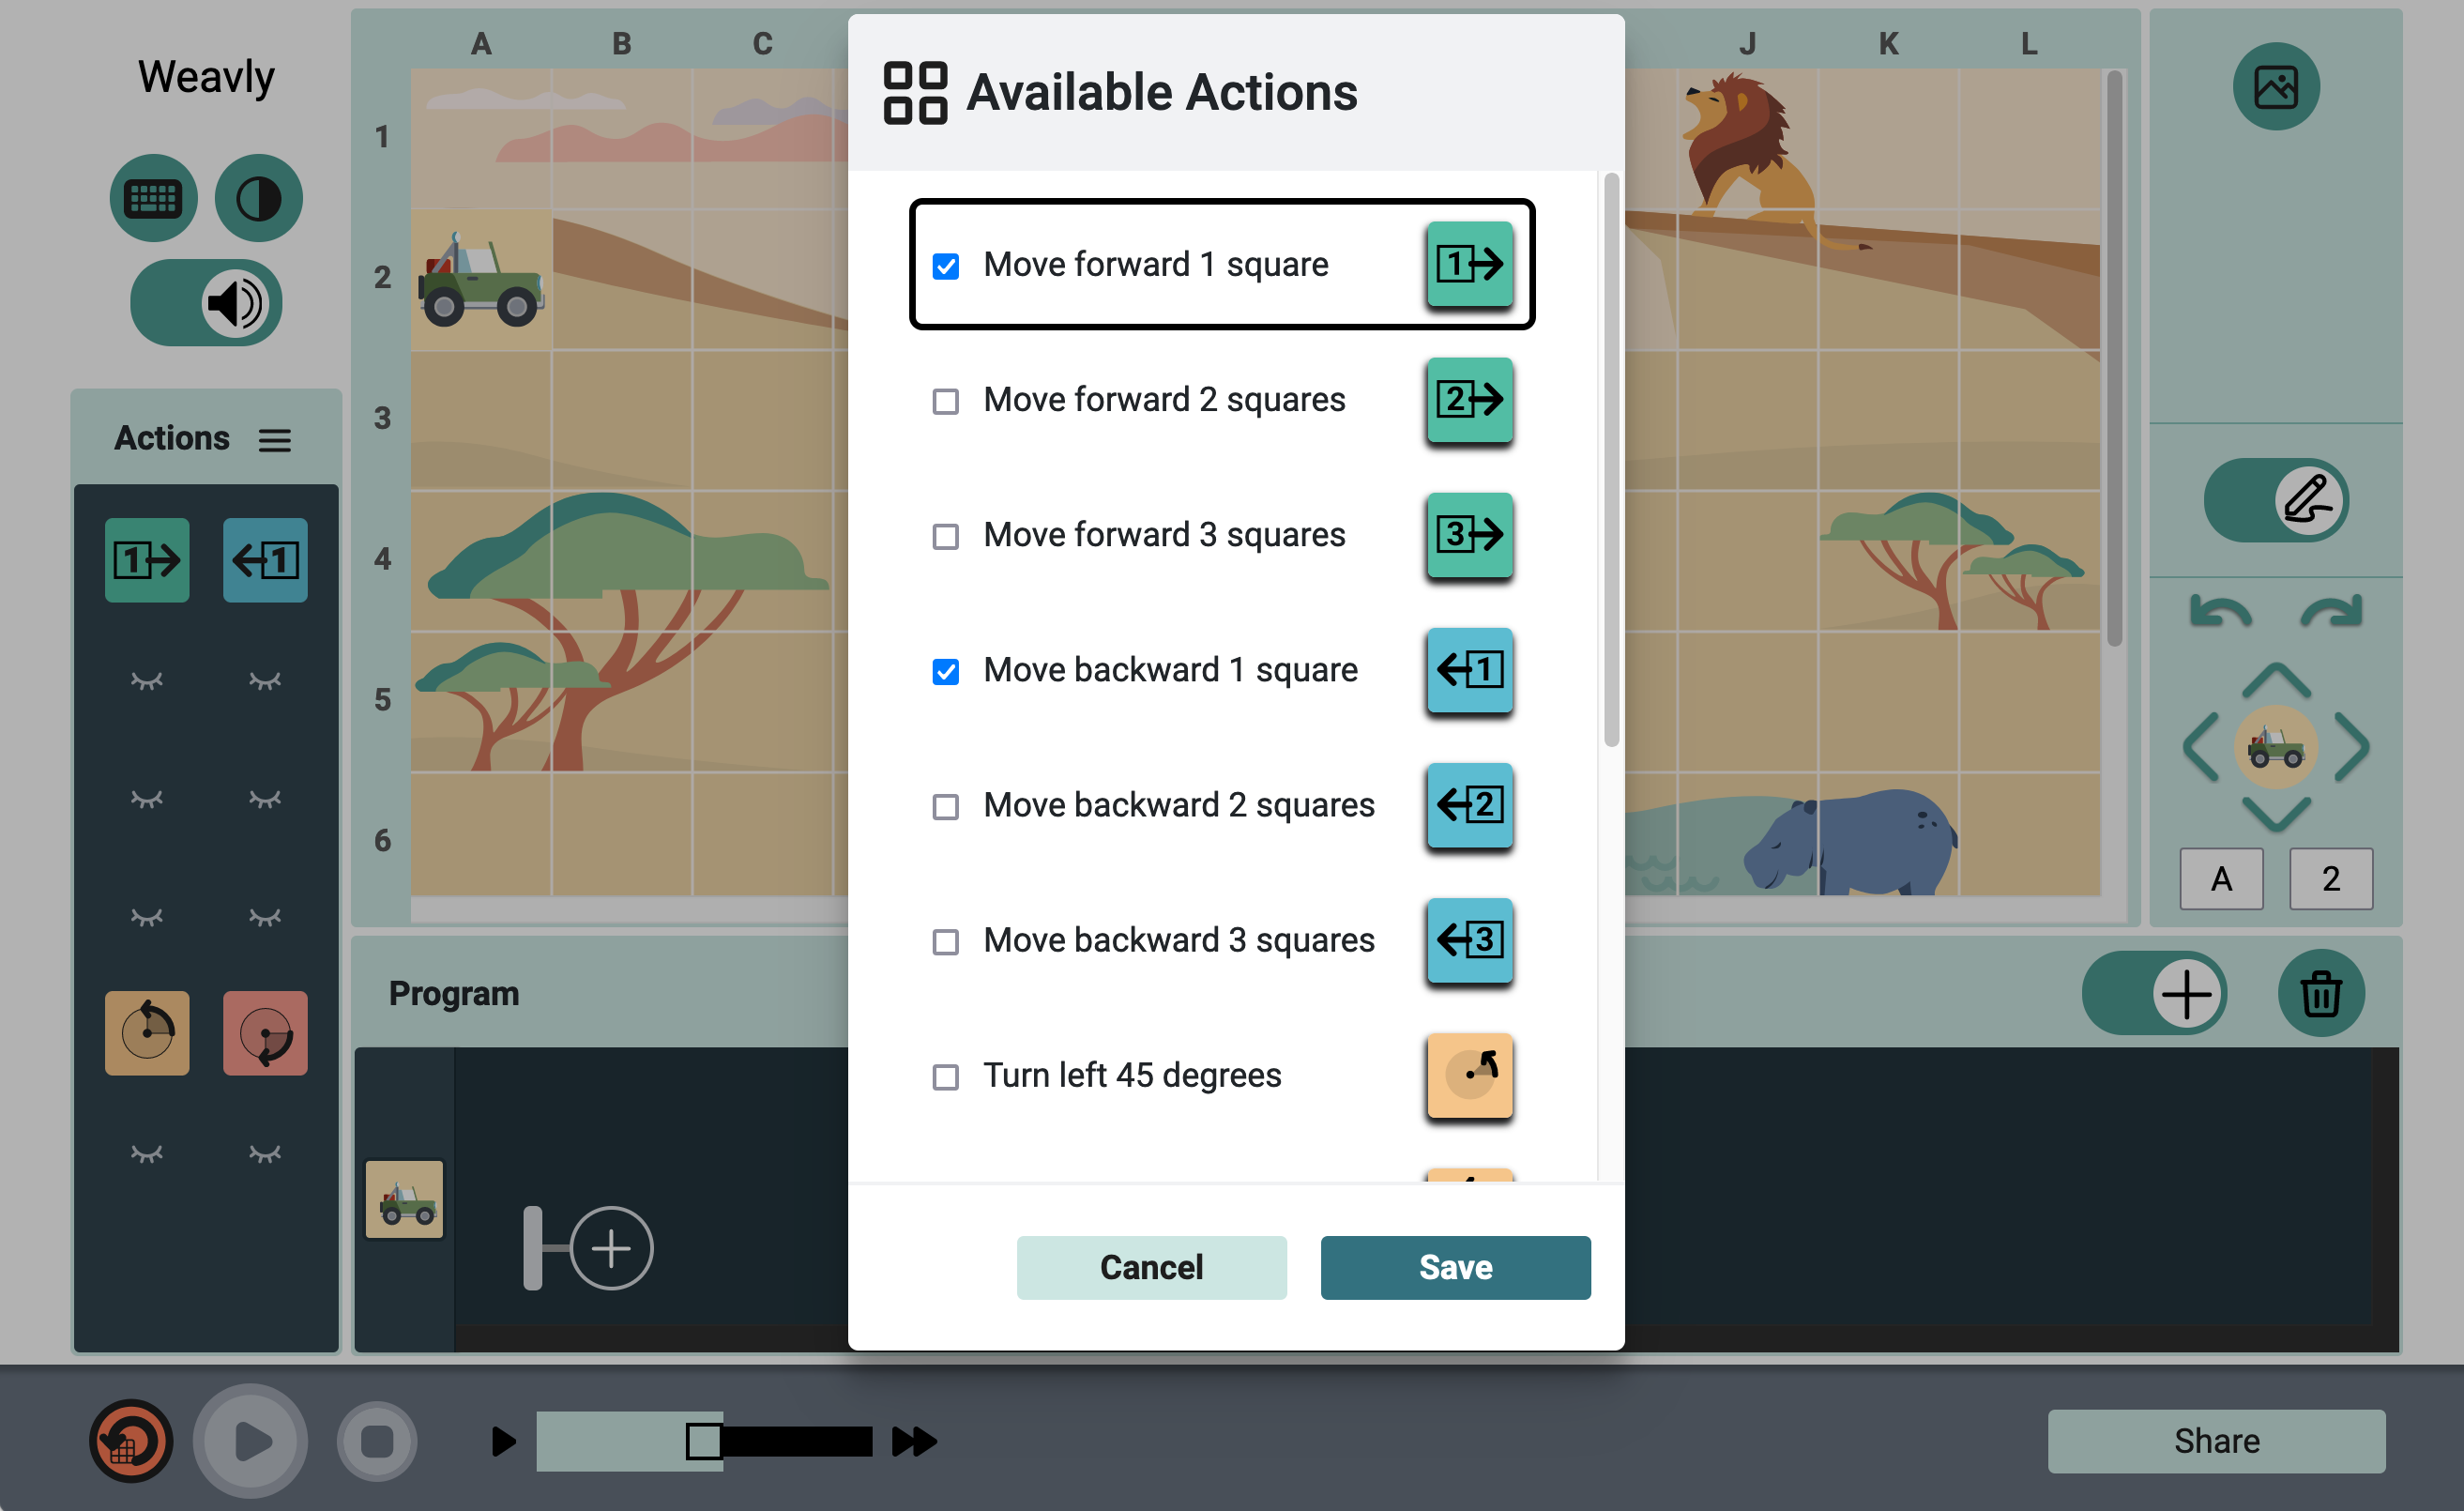 Weavly
A B C J K L
1
2
3
4
5
6
Actions
1 1
Available Actions
Move forward 1 square 1
Move forward 2 squares 2
Move forward 3 squares 3
Move backward 1 square 1
Move backward 2 squares 2
Move backward 3 squares 3
Turn left 45 degrees
Cancel Save
A 2
Program
Share